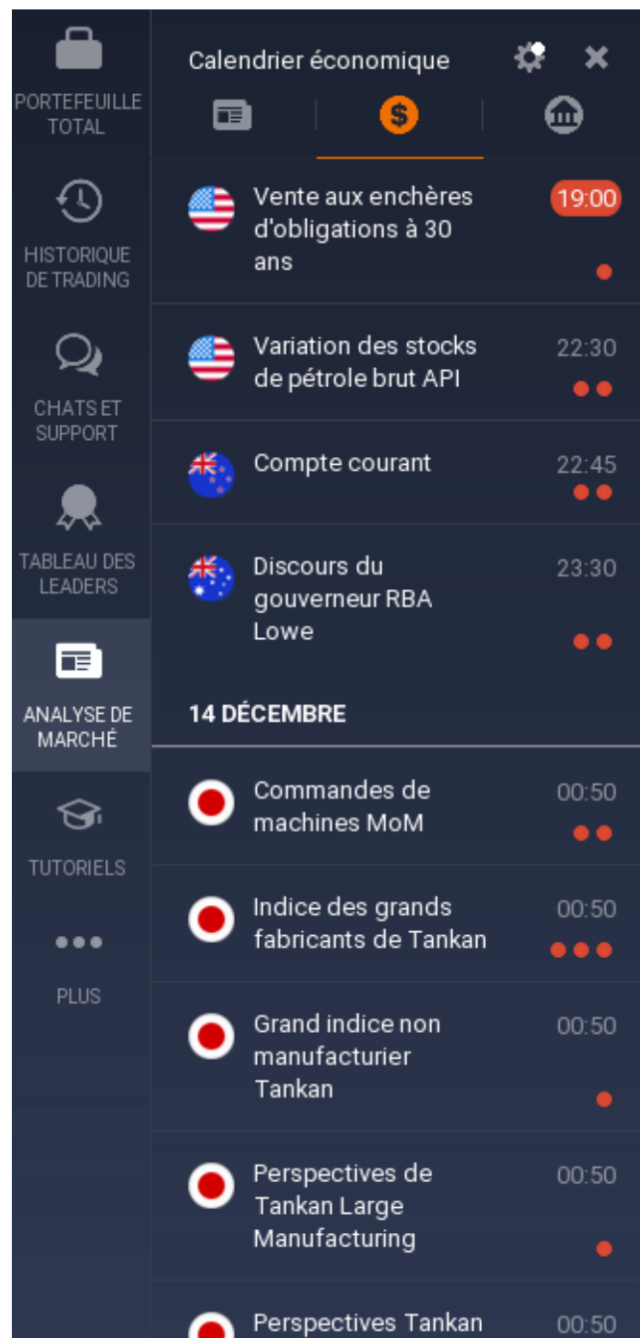 PORTEFEUILLE
TOTAL
HISTORIQUE
DE TRADING
CHATS ET
SUPPORT
TABLEAU DES
LEADERS
ANALYSE DE
MARCHÉ
TUTORIELS
PLUS
Calendrier économique
Vente aux enchères 19:00
d'obligations à 30
ans
Variation des stocks 22:30
de pétrole brut API
Compte courant 22:45
Discours du 23:30
gouverneur RBA
Lowe
14 DÉCEMBRE
Commandes de 00:50
machines MoM
Indice des grands 00:50
fabricants de Tankan
Grand indice non 00:50
manufacturier
Tankan
Perspectives de 00:50
Tankan Large
Manufacturing
Perspectives Tankan 00:50